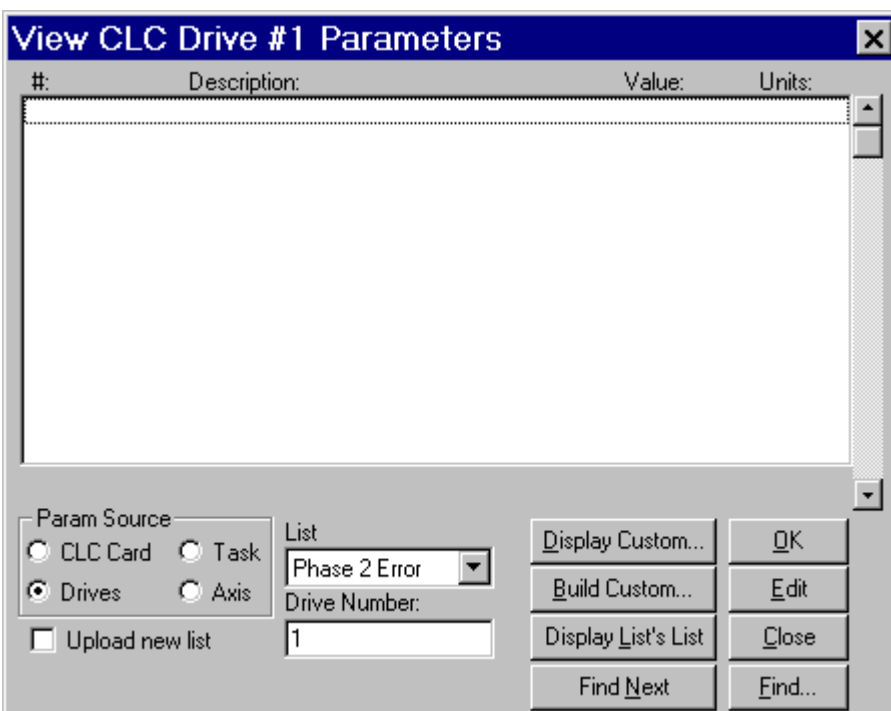 View CLC Drive #1 Parameters
#: Description: Value: Units:
Param Source
CLC Card Task
Drives Axis
Upload new list
List
Phase 2 Error
Drive Number:
1
Display Custom... OK
Build Custom... Edit
Display List's List Close
Find Next Find...